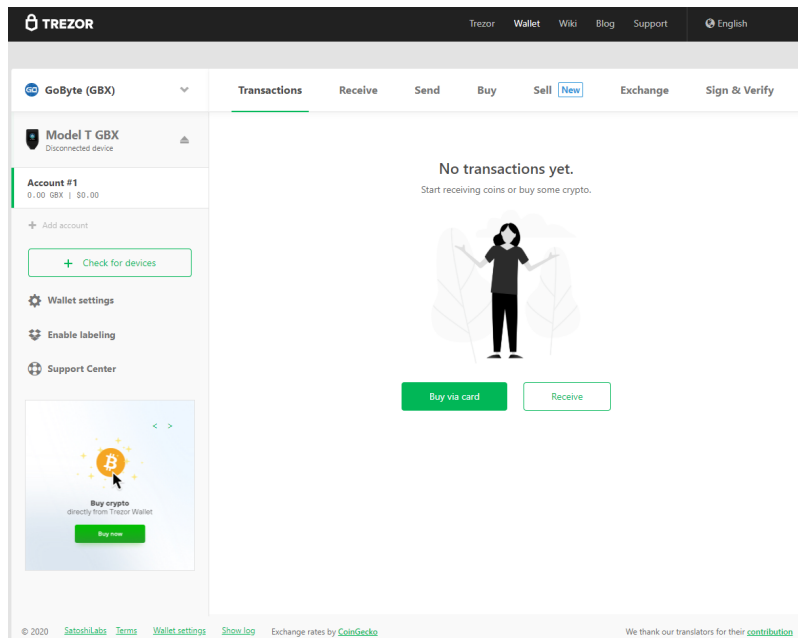 TREZOR
Trezor Wallet Wiki Blog Support English
GoByte (GBX)
Transactions Receive Send Buy Sell New Exchange Sign & Verify
Model T GBX
Disconnected device
Account #1
0.00 GBX | $0.00
+ Add account
+ Check for devices
Wallet settings
Enable labeling
Support Center
< >
Buy crypto
directly from Trezor Wallet
Buy now
No transactions yet.
Start receiving coins or buy some crypto.
Buy via card Receive
© 2020 SatoshiLabs Terms Wallet settings Show log Exchange rates by CoinGecko We thank our translators for their contribution